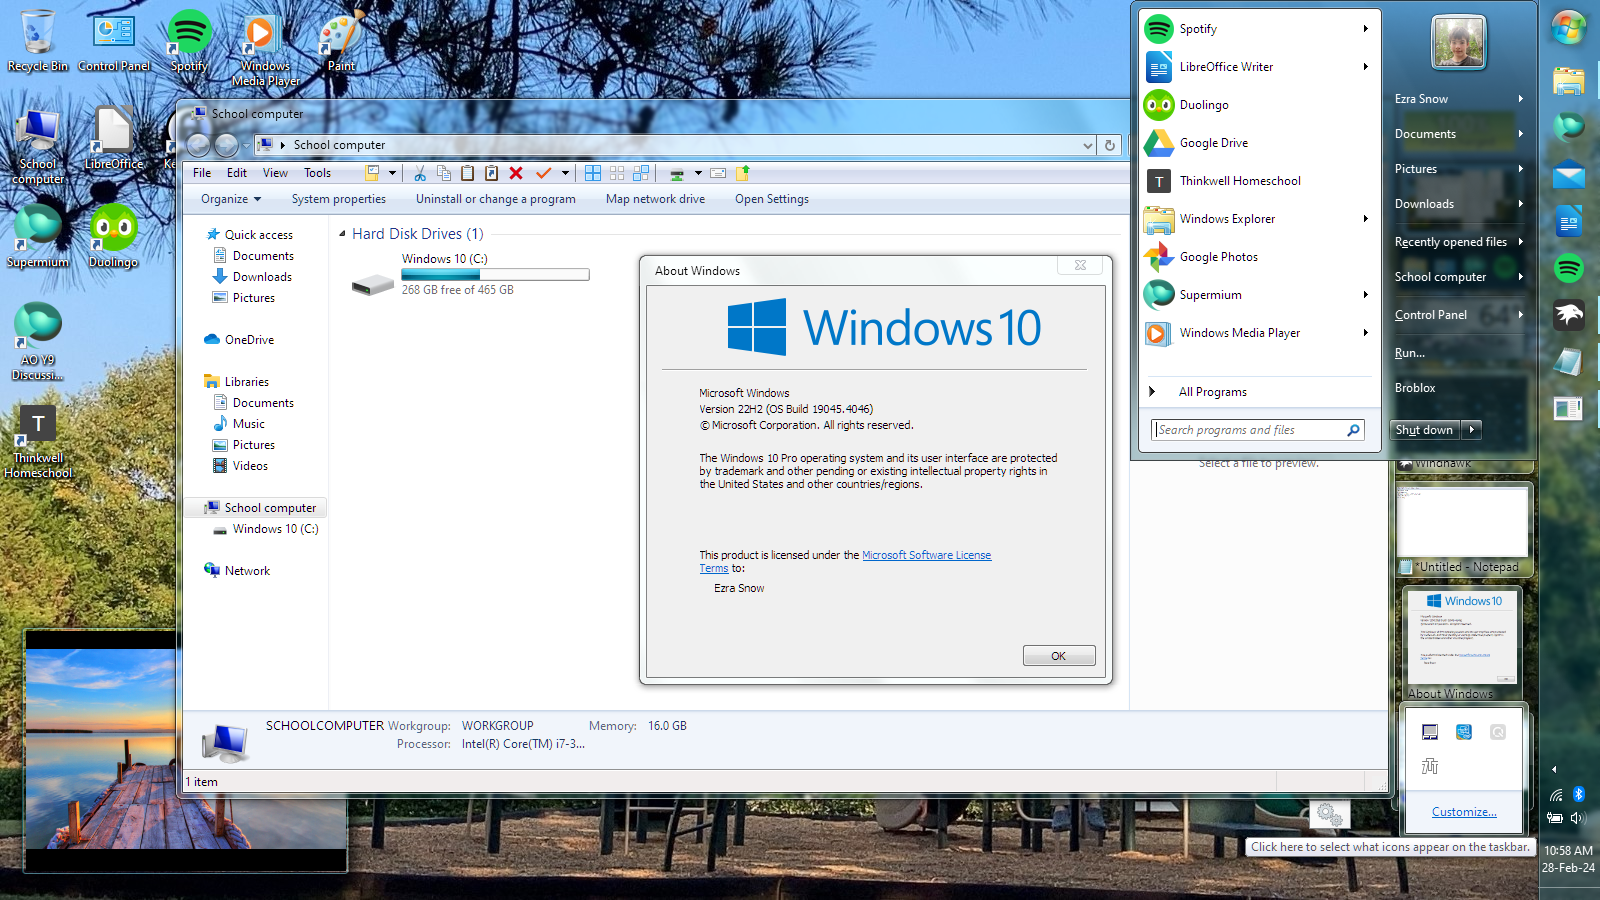 Recycle Bin
Control Panel
Spotify
Windows
Media Player
Paint
School
computer
LibreOffice
Supermium
Duolingo
AO Y9
Discussi...
T
Thinkwell
Homeschool
School computer
School computer
File Edit View Tools
Organize System properties Uninstall or change a program Map network drive Open Settings
Quick access
Documents
Downloads
Pictures
OneDrive
Libraries
Documents
Music
Pictures
Videos
School computer
Windows 10 (C:)
Network
Hard Disk Drives (1)
Windows 10 (C:)
268 GB free of 465 GB
Select a file to preview.
SCHOOLCOMPUTER Workgroup: WORKGROUP Memory: 16.0 GB
Processor: Intel(R) Core(TM) i7-3...
1 item
About Windows
Windows 10
Microsoft Windows
Version 22H2 (OS Build 19045.4046)
© Microsoft Corporation. All rights reserved.
The Windows 10 Pro operating system and its user interface are protected
by trademark and other pending or existing intellectual property rights in
the United States and other countries/regions.
This product is licensed under the Microsoft Software License
Terms to:
Ezra Snow
OK
Spotify
LibreOffice Writer
Duolingo
Google Drive
T
Thinkwell Homeschool
Windows Explorer
Google Photos
Supermium
Windows Media Player
All Programs
Search programs and files
Ezra Snow
Documents
Pictures
Downloads
Recently opened files
School computer
Control Panel
Run...
Broblox
Shut down
Windhawk
*Untitled - Notepad
Windows 10
About Windows
Customize...
Click here to select what icons appear on the taskbar.
10:58 AM
28-Feb-24